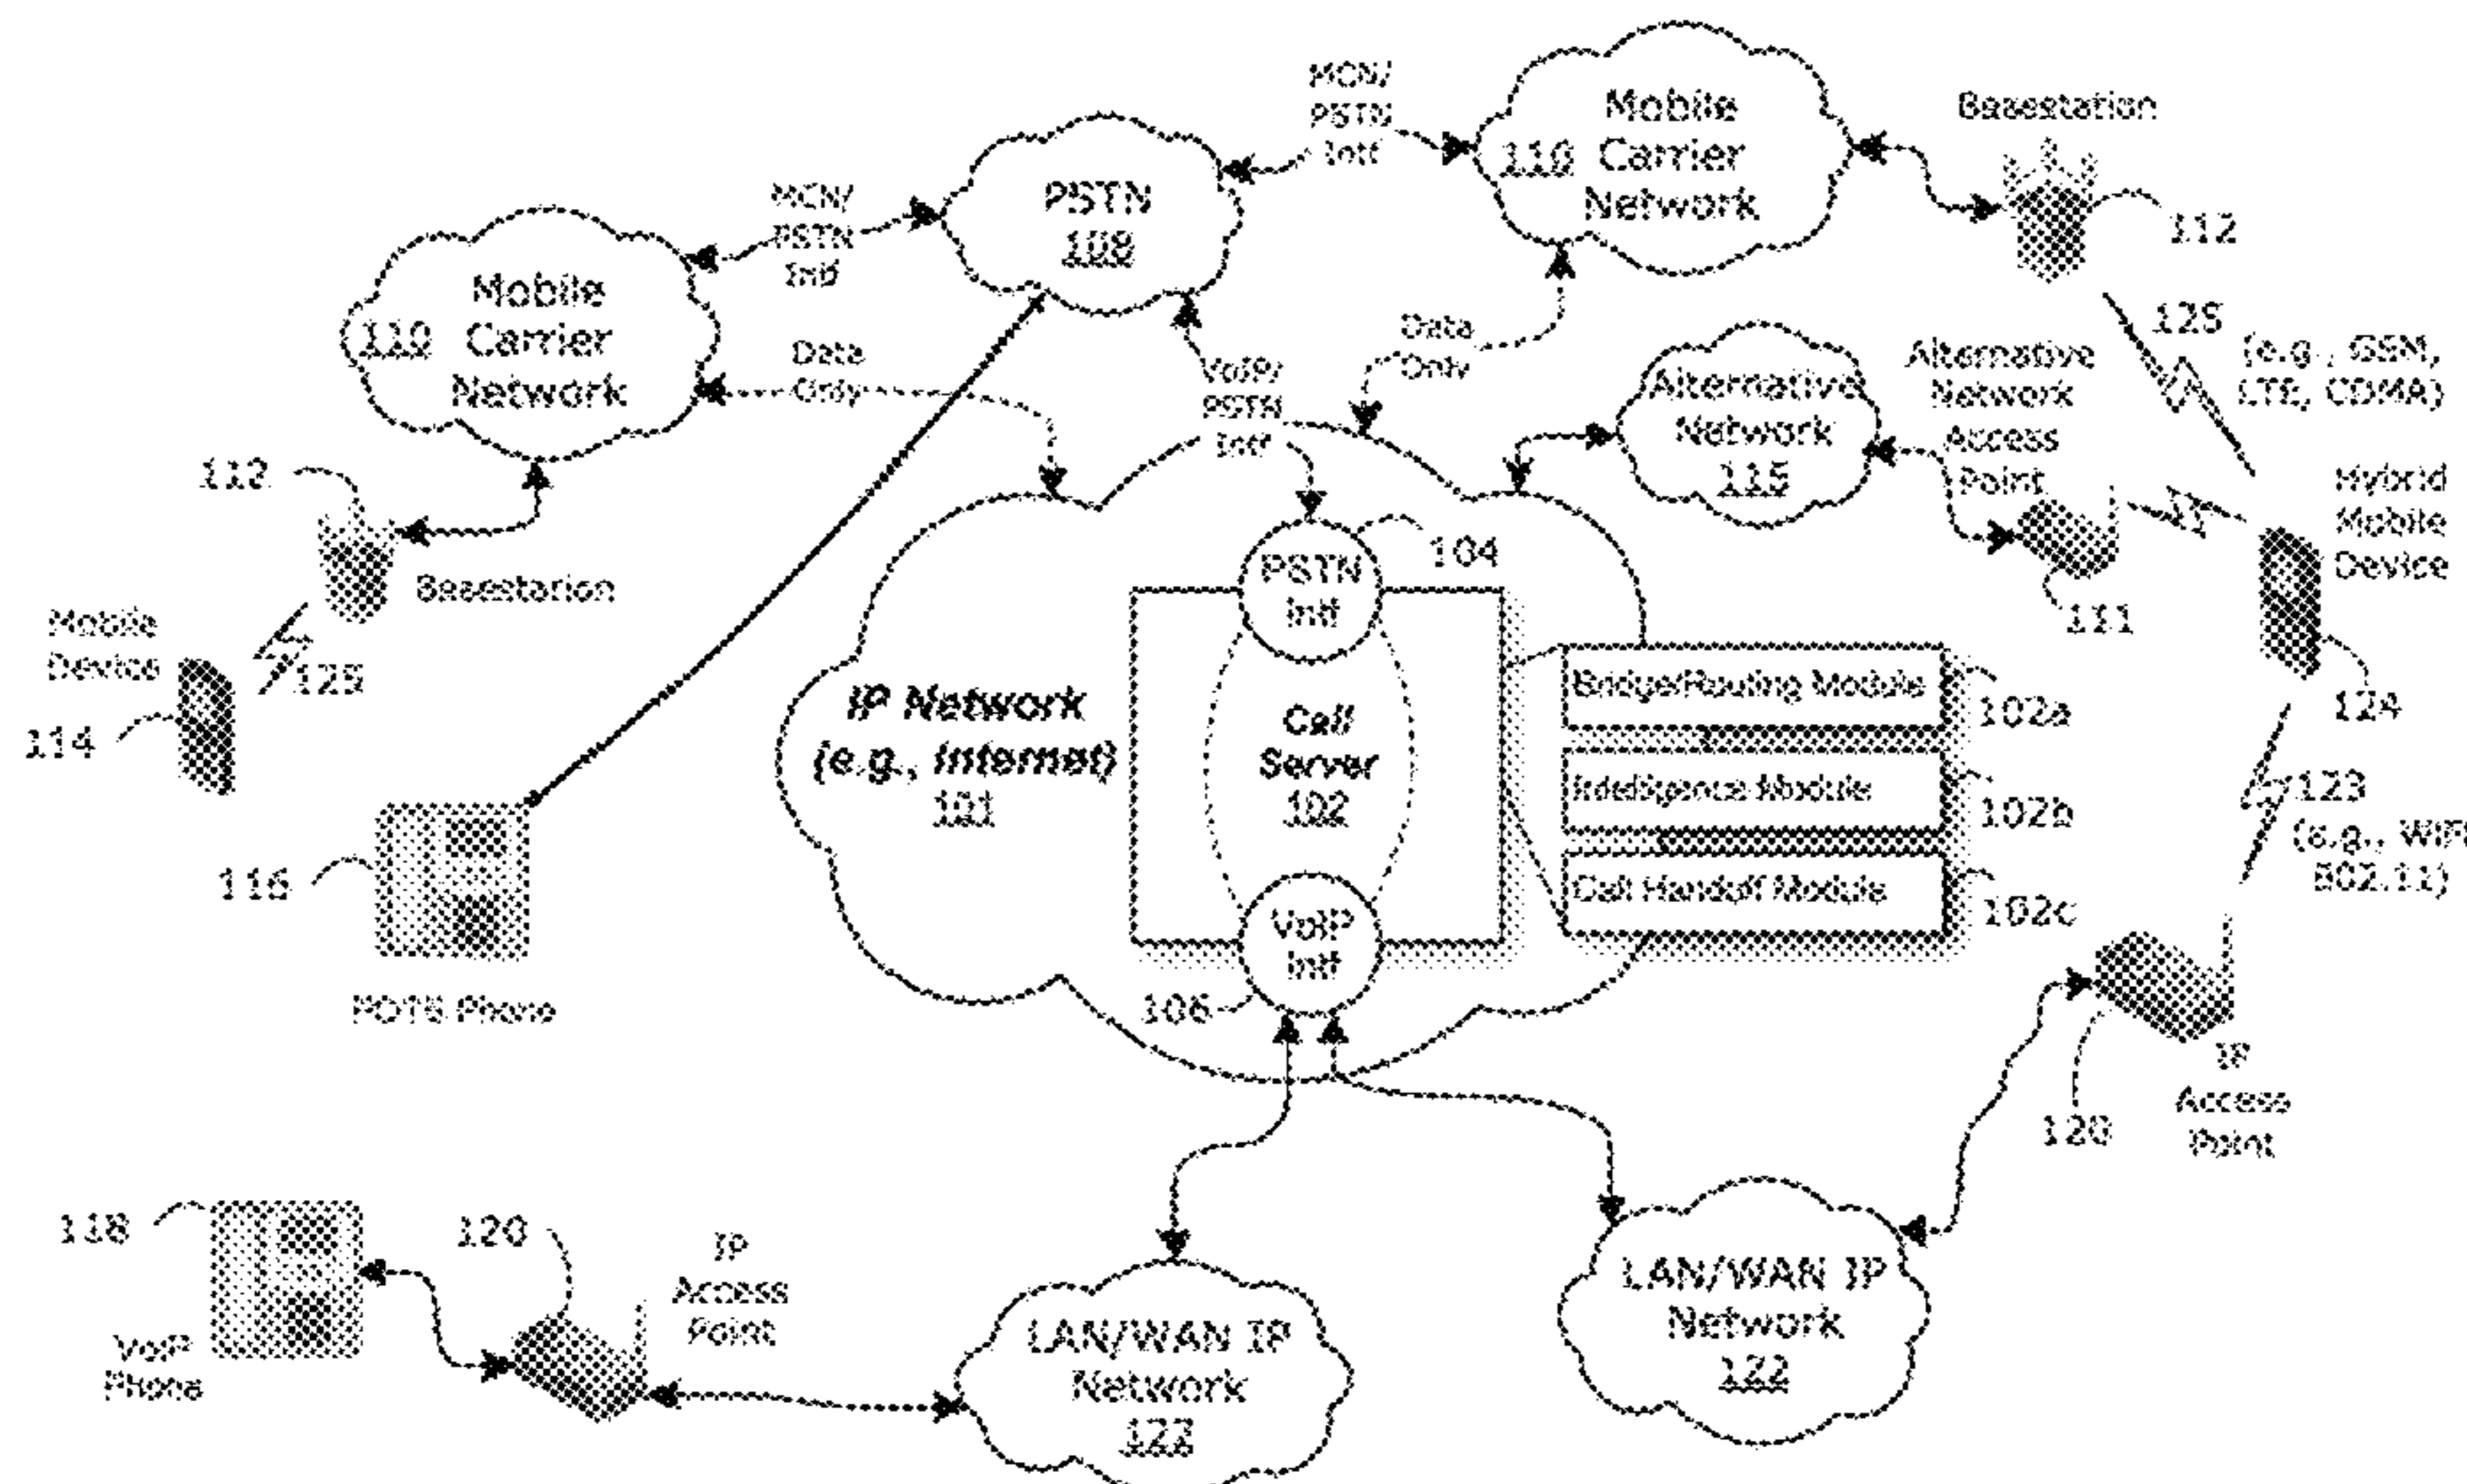 MCN/
PSTN
Intf
Mobile
110 Carrier
Network
Basestation
112
PSTN
108
MCN/
PSTN
Intf
Mobile
110 Carrier
Network
Data
Only
VoIP/
PSTN
Intf
Data
Only
Alternative
Network
115
Alternative
Network
Access
Point
111
125
(e.g., GSM,
LTE, CDMA)
Hybrid
Mobile
Device
124
112
Basestation
Mobile
Device
114
125
116
POTS Phone
IP Network
(e.g., Internet)
101
PSTN
Intf
104
Call
Server
102
VoIP
Intf
106
Bridge/Routing Module
102a
Intelligence Module
102b
Call Handoff Module
102c
123
(e.g., WiFi
802.11)
120
IP
Access
Point
118
VoIP
Phone
120
IP
Access
Point
LAN/WAN IP
Network
122
LAN/WAN IP
Network
122